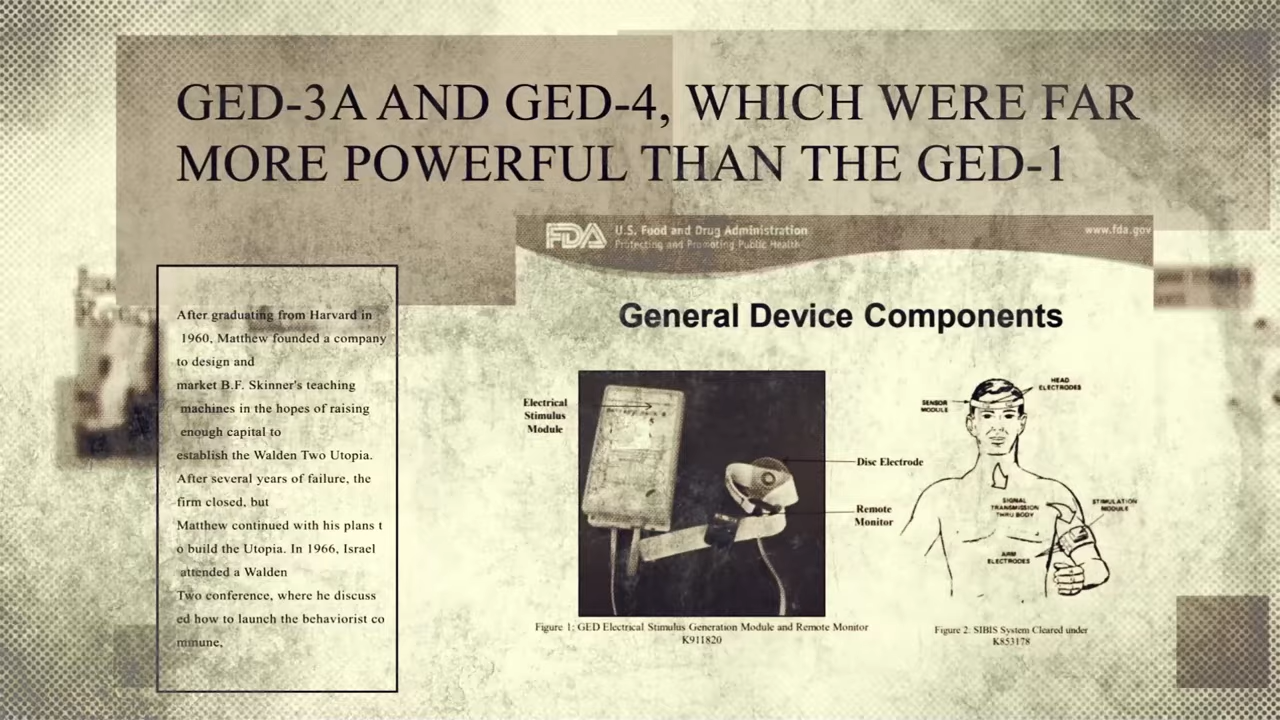 GED-3A AND GED-4, WHICH WERE FAR
MORE POWERFUL THAN THE GED-1
FDA U.S. Food and Drug Administration
Protecting and Promoting Public Health
www.fda.gov
General Device Components
After graduating from Harvard in
1960, Matthew founded a company
to design and
market B.F. Skinner's teaching
machines in the hopes of raising
enough capital to
establish the Walden Two Utopia.
After several years of failure, the
firm closed, but
Matthew continued with his plans t
o build the Utopia. In 1966, Israel
attended a Walden
Two conference, where he discuss
ed how to launch the behaviorist co
mmune,
Electrical
Stimulus
Module
Disc Electrode
Remote
Monitor
Figure 1: GED Electrical Stimulus Generation Module and Remote Monitor
K911820
HEAD
ELECTRODES
SENSOR
MODULE
SIGNAL
TRANSMISSION
THRU BODY
STIMULATION
MODULE
ARM
ELECTRODES
Figure 2: SIBIS System Cleared under
K853178